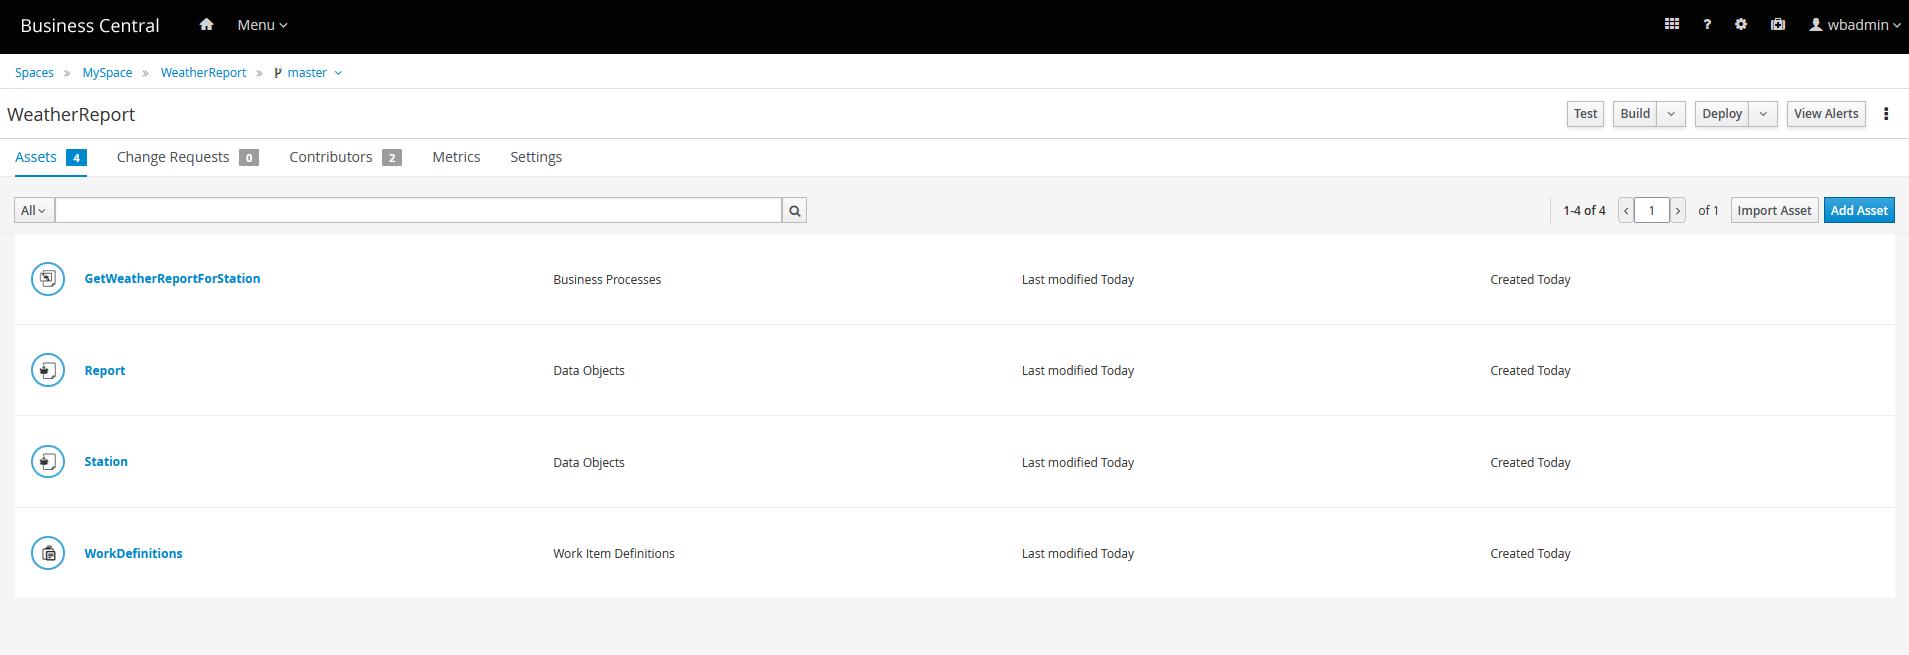 Business Central Menu ? wbadmin
Spaces » MySpace » WeatherReport » master
WeatherReport Test Build Deploy View Alerts
Assets 4 Change Requests 0 Contributors 2 Metrics Settings
All 1-4 of 4 < 1 > of 1 Import Asset Add Asset
GetWeatherReportForStation Business Processes Last modified Today Created Today
Report Data Objects Last modified Today Created Today
Station Data Objects Last modified Today Created Today
WorkDefinitions Work Item Definitions Last modified Today Created Today